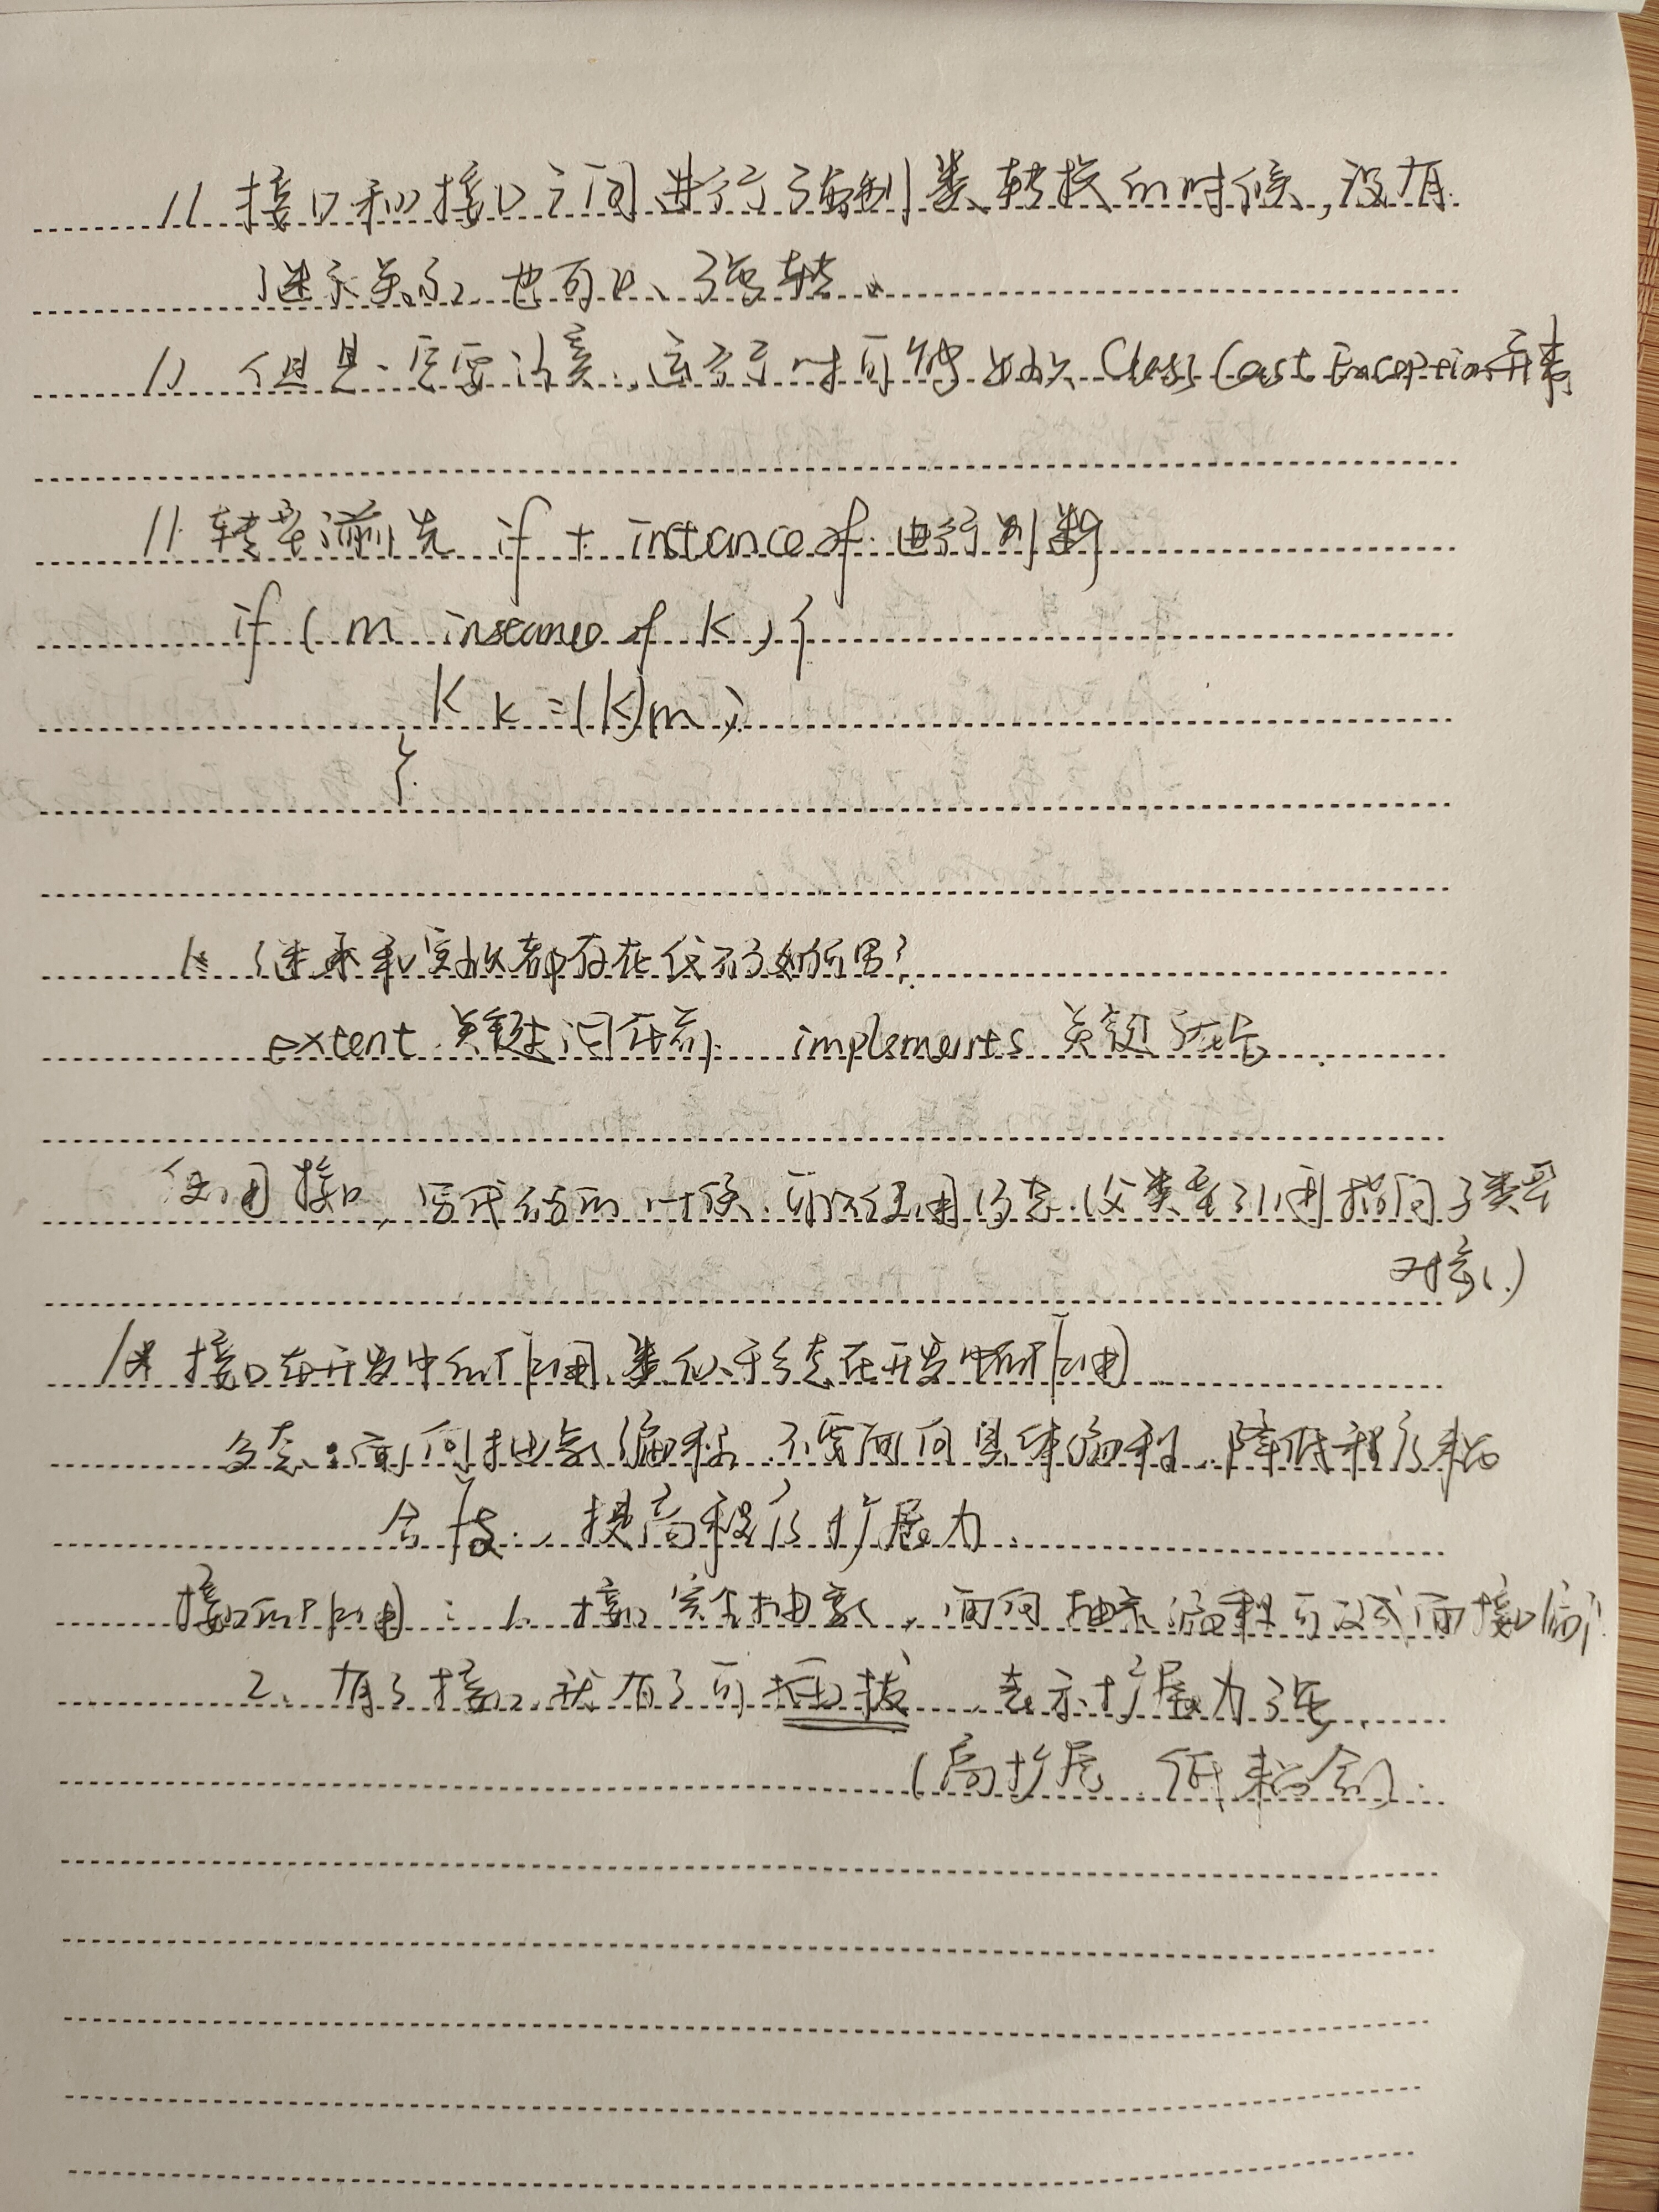 // 接口和接口之间进行强制类转换的时候,没有
继承关系, 也可以强转。
// 但是一定要注意, 运行时可能出现 ClassCastException异常
// 转型之前先 if + instanceof 进行判断
if ( m instanceof K ) {
K k = (K)m ;
}
继承和实现都存在代码如何写?
extent 关键词在前 implements 关键在后 .
使用接口, 写代码的时候, 可以使用多态.(父类型引用指向子类型
对象.)
接口在开发中的作用, 类似于多态在开发中的作用
多态: 面向抽象编程, 不要面向具体编程, 降低程序耦
合度, 提高程序扩展力.
接口的作用: 1. 接口完全抽象, 面向抽象编程可改成面接口编
2. 有了接口就有了可插拔 , 表示扩展力强.
(高扩展 低耦合).